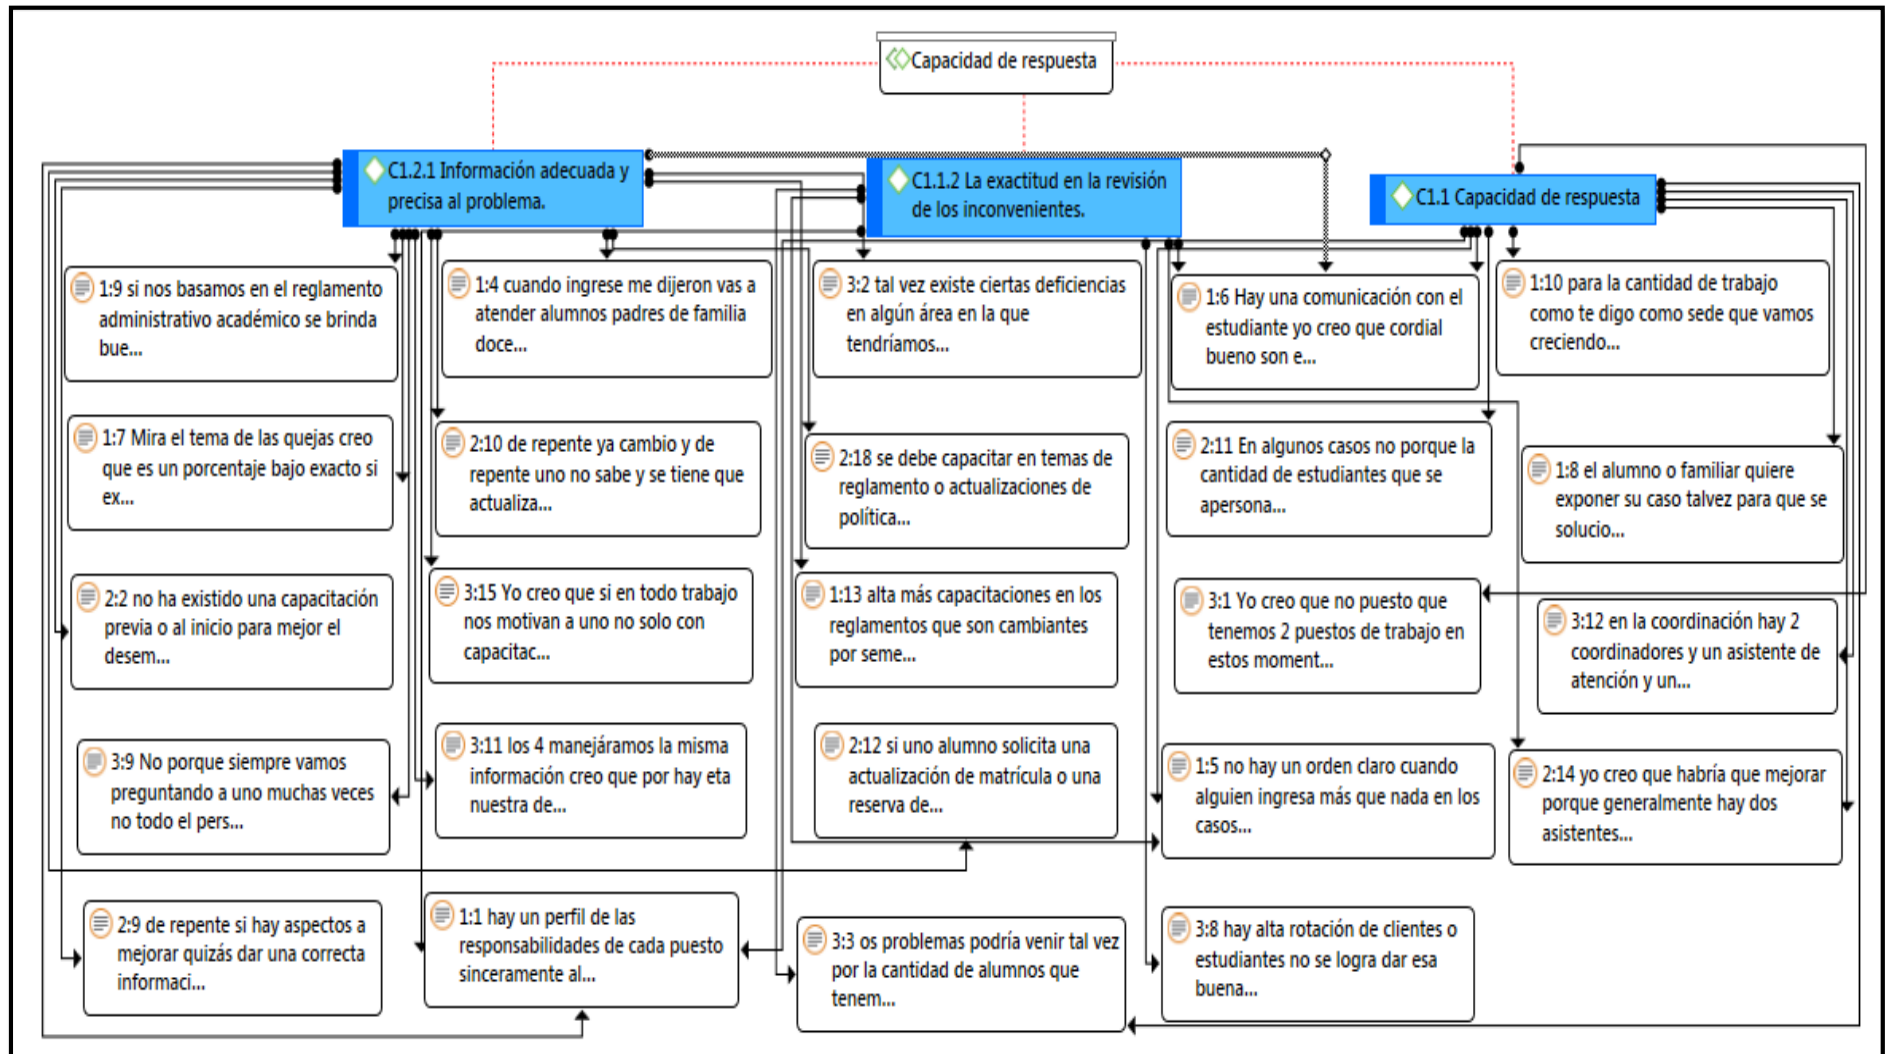 Capacidad de respuesta
C1.2.1 Información adecuada y
precisa al problema.
C1.1.2 La exactitud en la revisión
de los inconvenientes.
C1.1 Capacidad de respuesta
1:9 si nos basamos en el reglamento
administrativo académico se brinda
bue...
1:4 cuando ingrese me dijeron vas a
atender alumnos padres de familia
doce...
3:2 tal vez existe ciertas deficiencias
en algún área en la que
tendríamos...
1:6 Hay una comunicación con el
estudiante yo creo que cordial
bueno son e...
1:10 para la cantidad de trabajo
como te digo como sede que vamos
creciendo...
1:7 Mira el tema de las quejas creo
que es un porcentaje bajo exacto si
ex...
2:10 de repente ya cambio y de
repente uno no sabe y se tiene que
actualiza...
2:18 se debe capacitar en temas de
reglamento o actualizaciones de
política...
2:11 En algunos casos no porque la
cantidad de estudiantes que se
apersona...
1:8 el alumno o familiar quiere
exponer su caso talvez para que se
solucio...
2:2 no ha existido una capacitación
previa o al inicio para mejor el
desem...
3:15 Yo creo que si en todo trabajo
nos motivan a uno no solo con
capacitac...
1:13 alta más capacitaciones en los
reglamentos que son cambiantes
por seme...
3:1 Yo creo que no puesto que
tenemos 2 puestos de trabajo en
estos moment...
3:12 en la coordinación hay 2
coordinadores y un asistente de
atención y un...
3:9 No porque siempre vamos
preguntando a uno muchas veces
no todo el pers...
3:11 los 4 manejáramos la misma
información creo que por hay eta
nuestra de...
2:12 si uno alumno solicita una
actualización de matrícula o una
reserva de...
1:5 no hay un orden claro cuando
alguien ingresa más que nada en los
casos...
2:14 yo creo que habría que mejorar
porque generalmente hay dos
asistentes...
2:9 de repente si hay aspectos a
mejorar quizás dar una correcta
informaci...
1:1 hay un perfil de las
responsabilidades de cada puesto
sinceramente al...
3:3 os problemas podría venir tal vez
por la cantidad de alumnos que
tenem...
3:8 hay alta rotación de clientes o
estudiantes no se logra dar esa
buena...